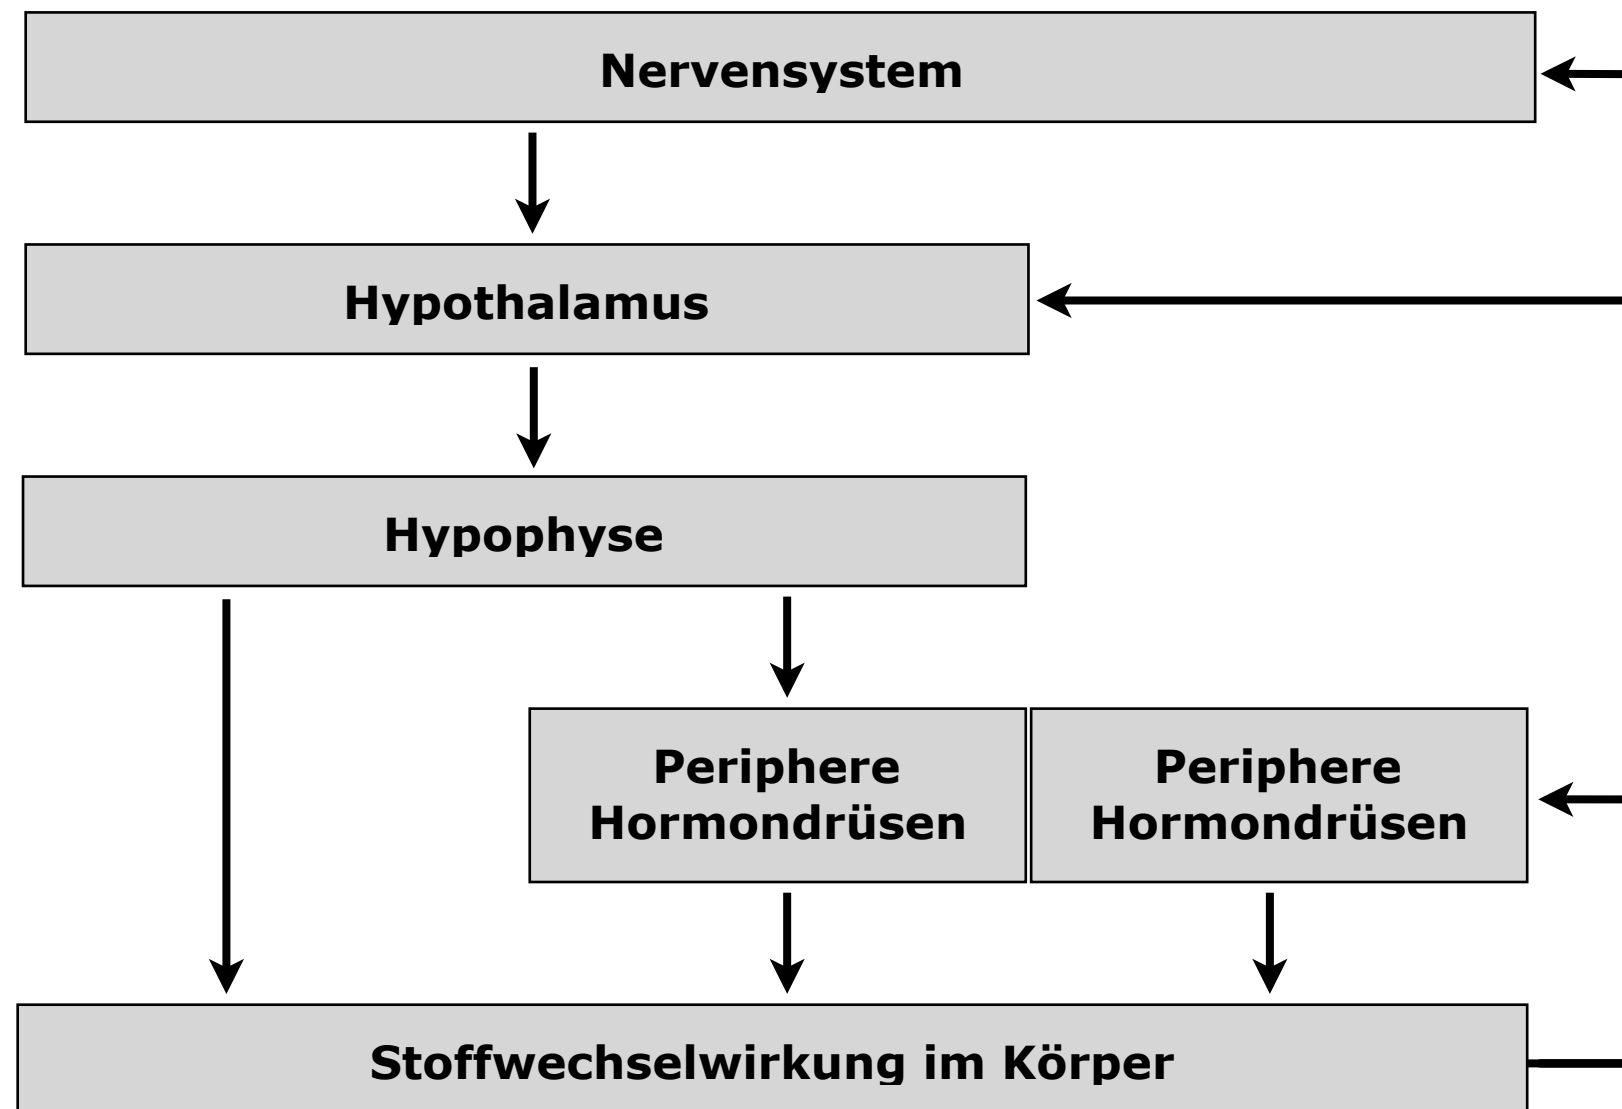 Nervensystem
Hypothalamus
Hypophyse
Periphere
Hormondrüsen
Periphere
Hormondrüsen
Stoffwechselwirkung im Körper